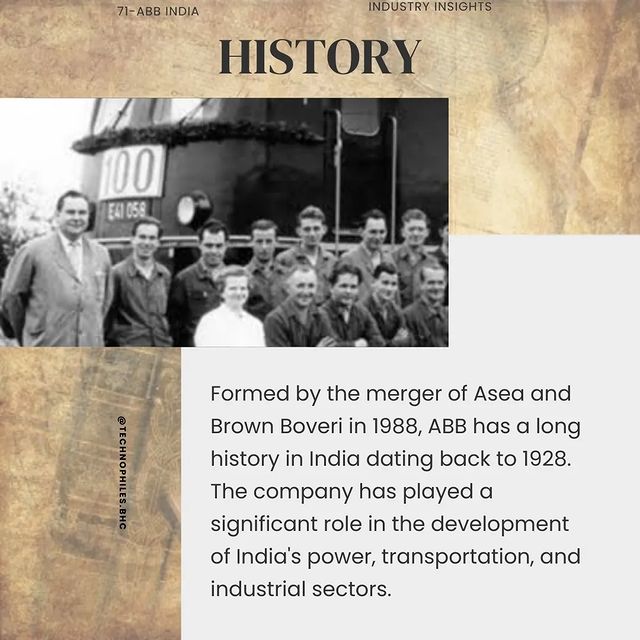 71-ABB INDIA
INDUSTRY INSIGHTS
HISTORY
100
E41 058
Formed by the merger of Asea and
Brown Boveri in 1988, ABB has a long
history in India dating back to 1928.
The company has played a
significant role in the development
of India's power, transportation, and
industrial sectors.
@TECHNOPHILES.BHC